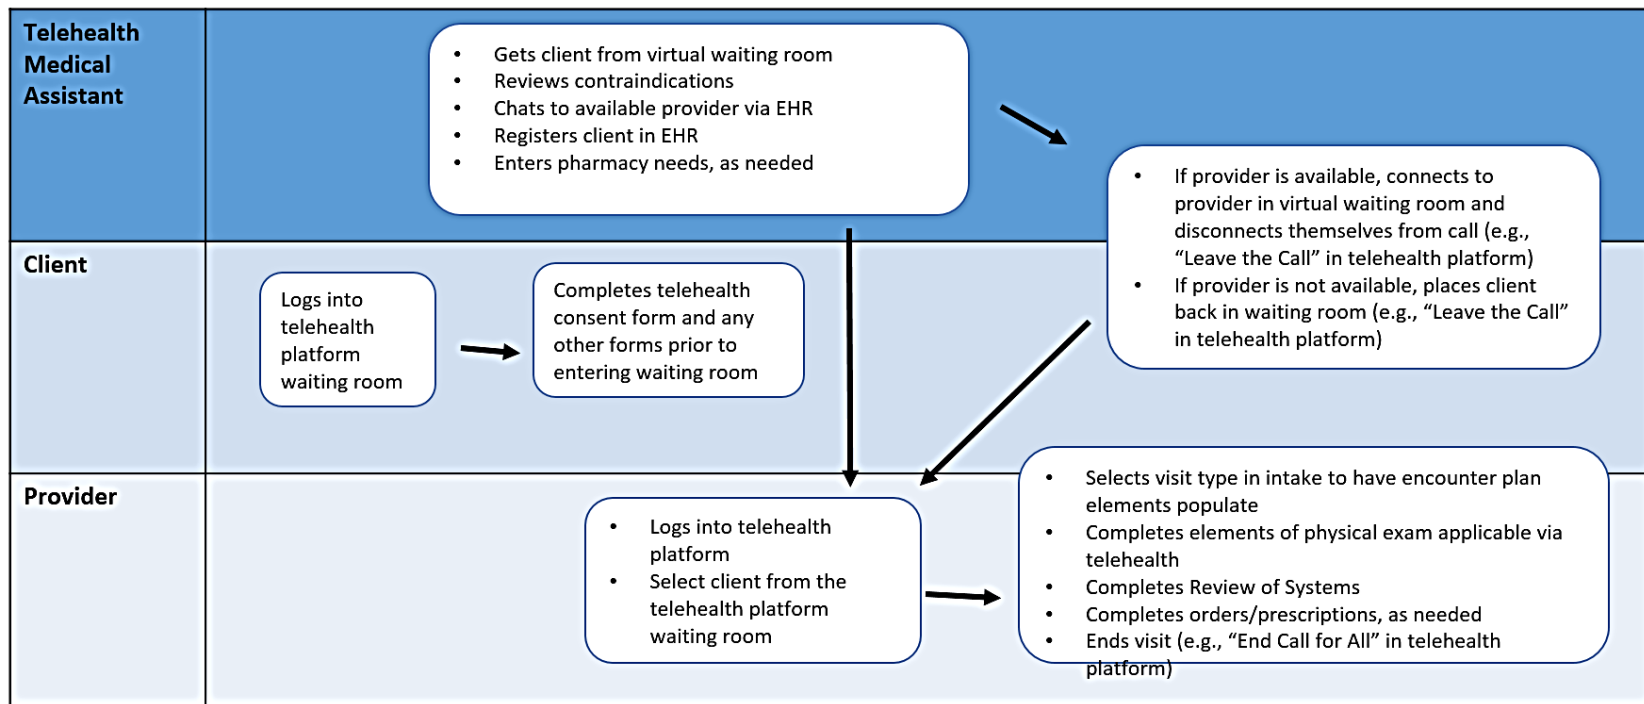 Telehealth
Medical
Assistant
• Gets client from virtual waiting room
• Reviews contraindications
• Chats to available provider via EHR
• Registers client in EHR
• Enters pharmacy needs, as needed
• If provider is available, connects to
provider in virtual waiting room and
disconnects themselves from call (e.g.,
“Leave the Call” in telehealth platform)
• If provider is not available, places client
back in waiting room (e.g., “Leave the Call”
in telehealth platform)
Client
Logs into
telehealth
platform
waiting room
Completes telehealth
consent form and any
other forms prior to
entering waiting room
Provider
• Logs into telehealth
platform
• Select client from the
telehealth platform
waiting room
• Selects visit type in intake to have encounter plan
elements populate
• Completes elements of physical exam applicable via
telehealth
• Completes Review of Systems
• Completes orders/prescriptions, as needed
• Ends visit (e.g., “End Call for All” in telehealth
platform)